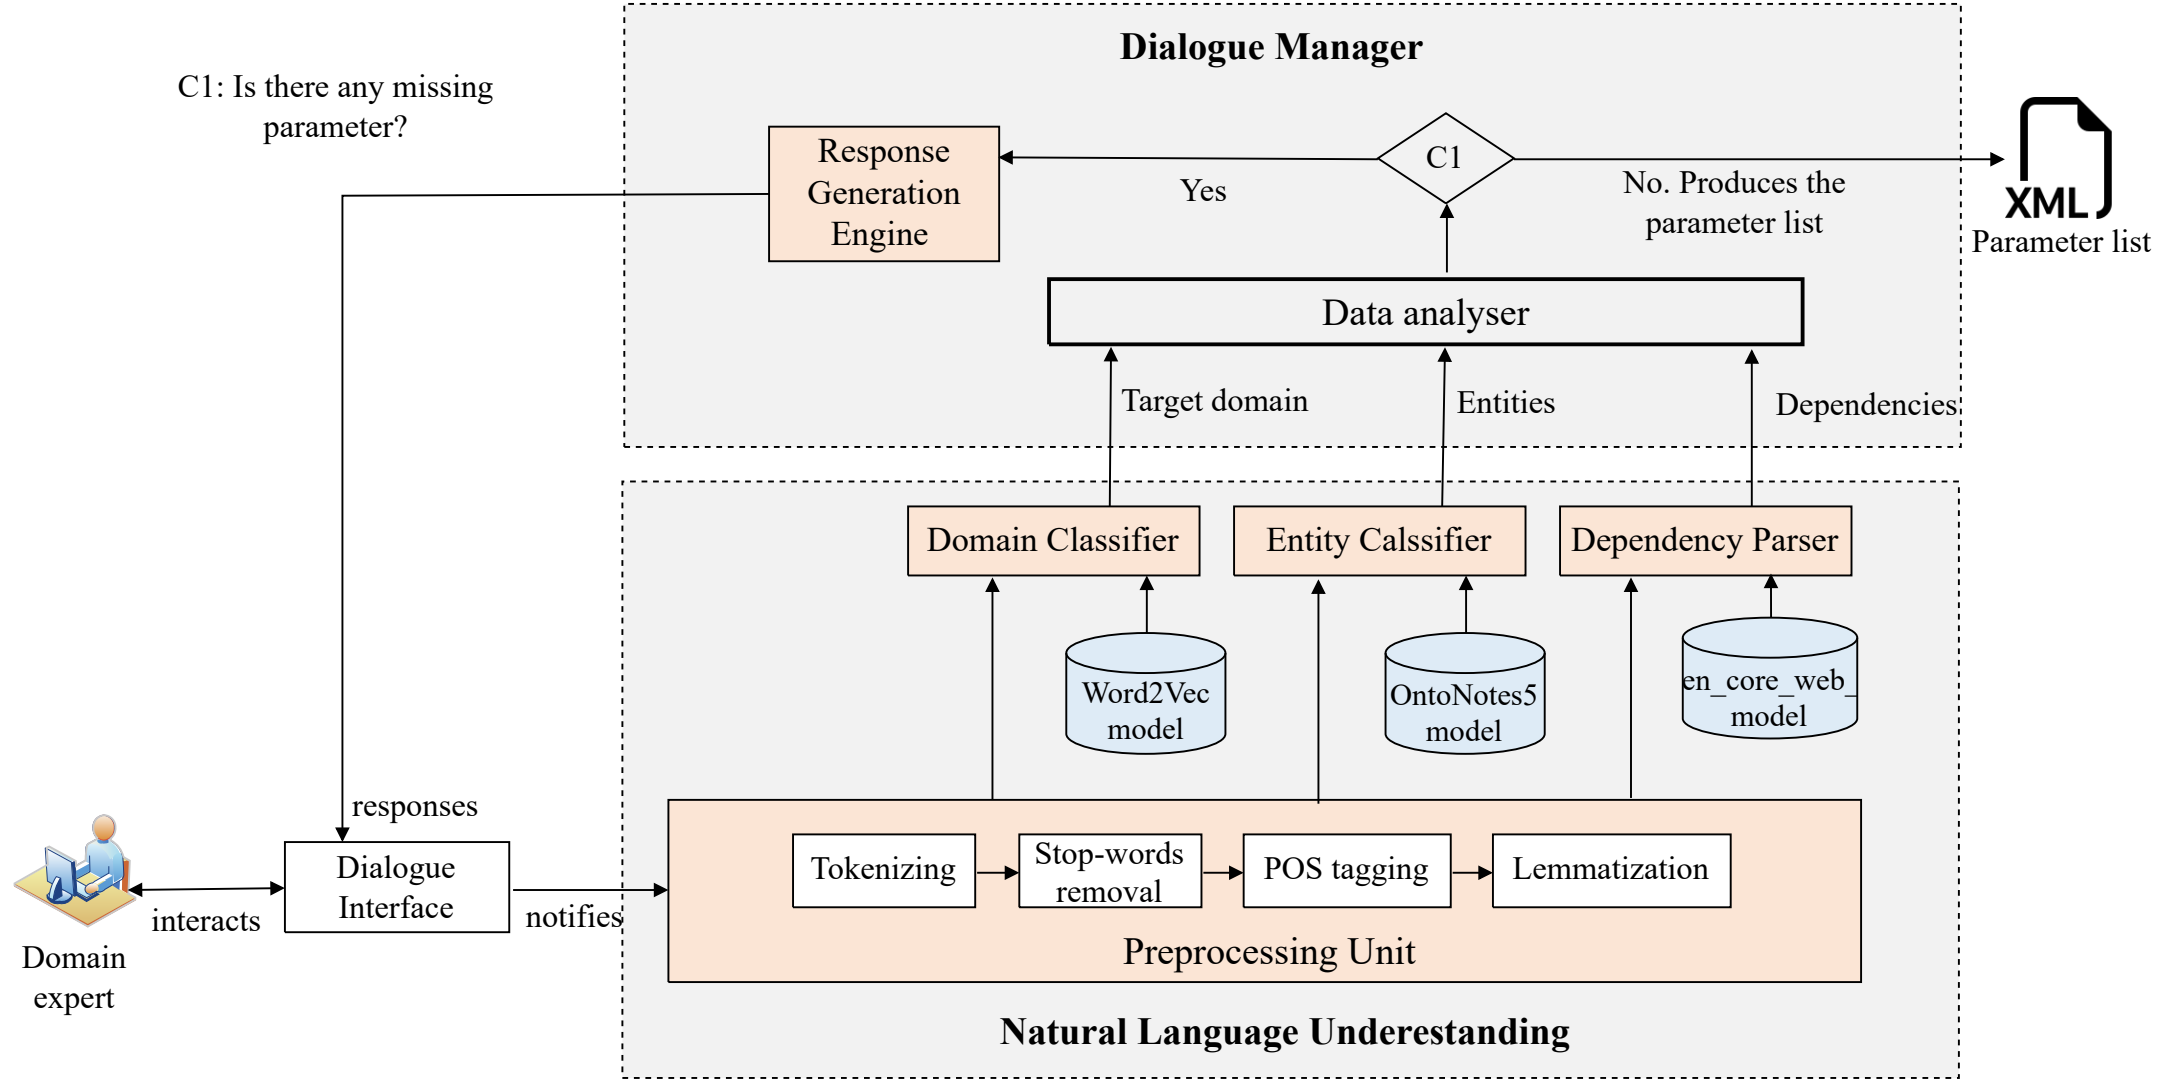 Dialogue Manager
C1: Is there any missing
parameter?
Response
Generation
Engine
C1
Yes
No. Produces the
parameter list
XML
Parameter list
Data analyser
Target domain
Entities
Dependencies
Domain Classifier
Entity Calssifier
Dependency Parser
Word2Vec
model
OntoNotes5
model
en_core_web_
model
responses
Dialogue
Interface
interacts
notifies
Domain
expert
Tokenizing
Stop-words
removal
POS tagging
Lemmatization
Preprocessing Unit
Natural Language Underestanding